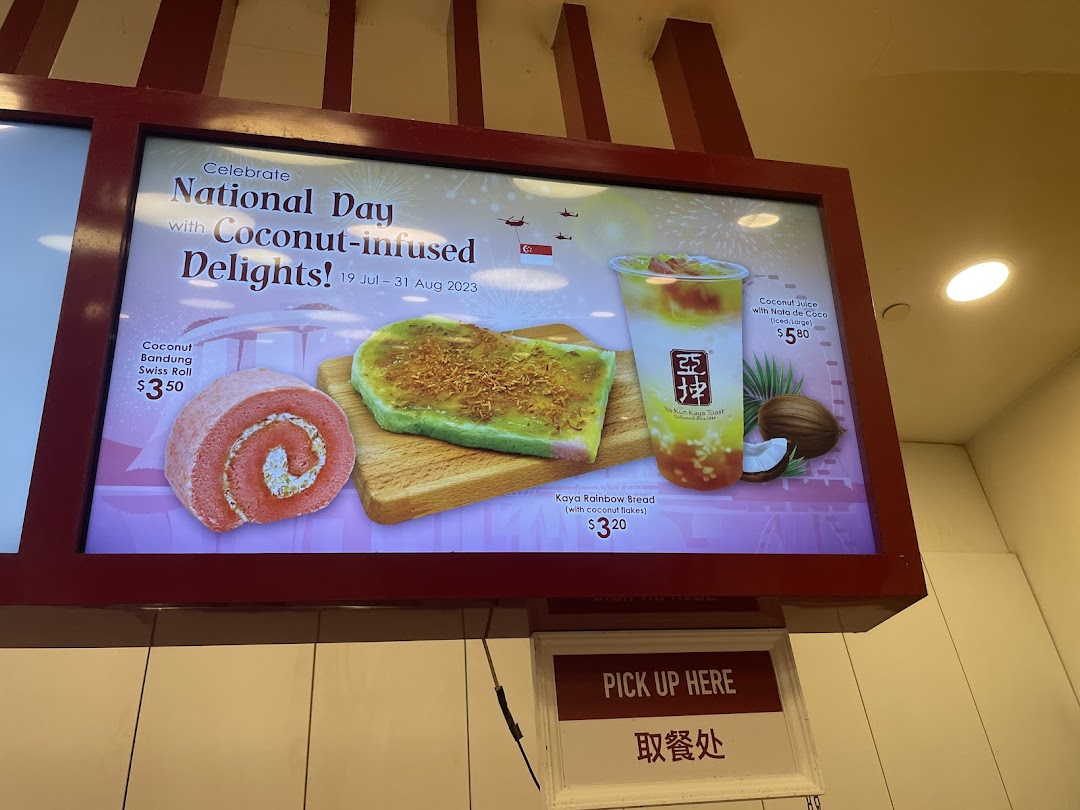 Celebrate
National Day
with Coconut-infused
Delights! 19 Jul – 31 Aug 2023
Coconut
Bandung
Swiss Roll
$3 50
Kaya Rainbow Bread
(with coconut flakes)
$3 20
Coconut Juice
with Nata de Coco
(Iced/Large)
$5 80
亞
坤
Ya Kun Kaya Toast
PICK UP HERE
取餐处